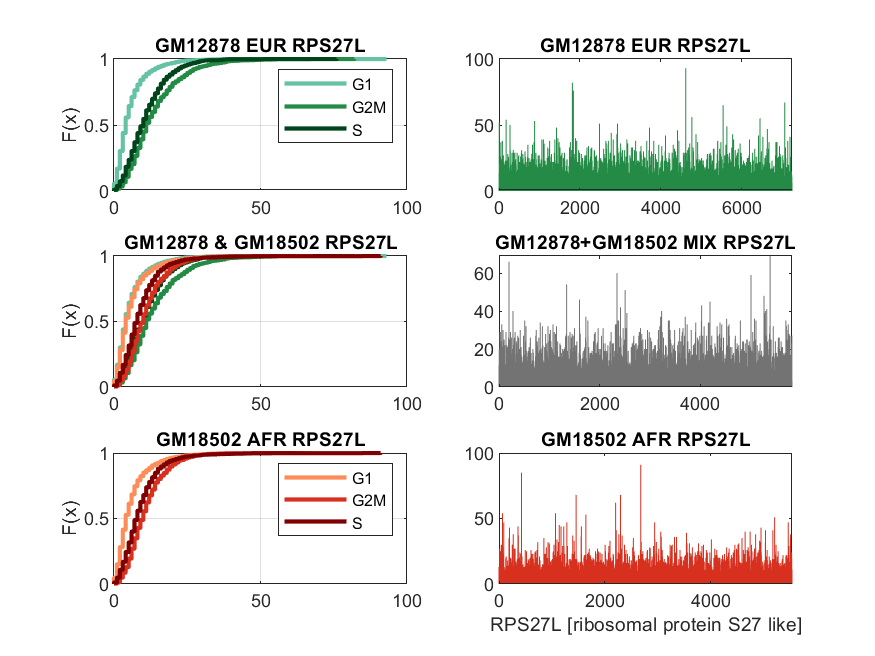 GM12878 EUR RPS27L
1
0.5
0
F(x)
0 50 100
G1
G2M
S
GM12878 EUR RPS27L
100
50
0
0 2000 4000 6000
GM12878 & GM18502 RPS27L
1
0.5
0
F(x)
0 50 100
GM12878+GM18502 MIX RPS27L
60
40
20
0
0 2000 4000
GM18502 AFR RPS27L
1
0.5
0
F(x)
0 50 100
G1
G2M
S
GM18502 AFR RPS27L
100
50
0
0 2000 4000
RPS27L [ribosomal protein S27 like]